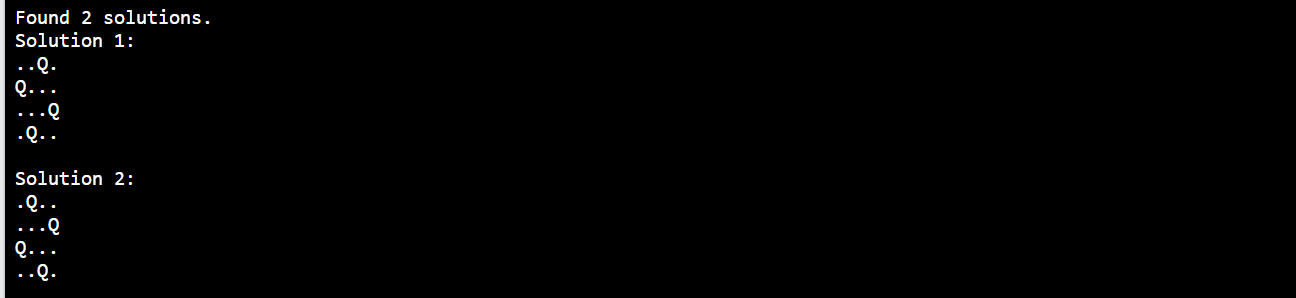 Found 2 solutions.
Solution 1:
..Q.
Q...
...Q
.Q..

Solution 2:
.Q..
...Q
Q...
..Q.